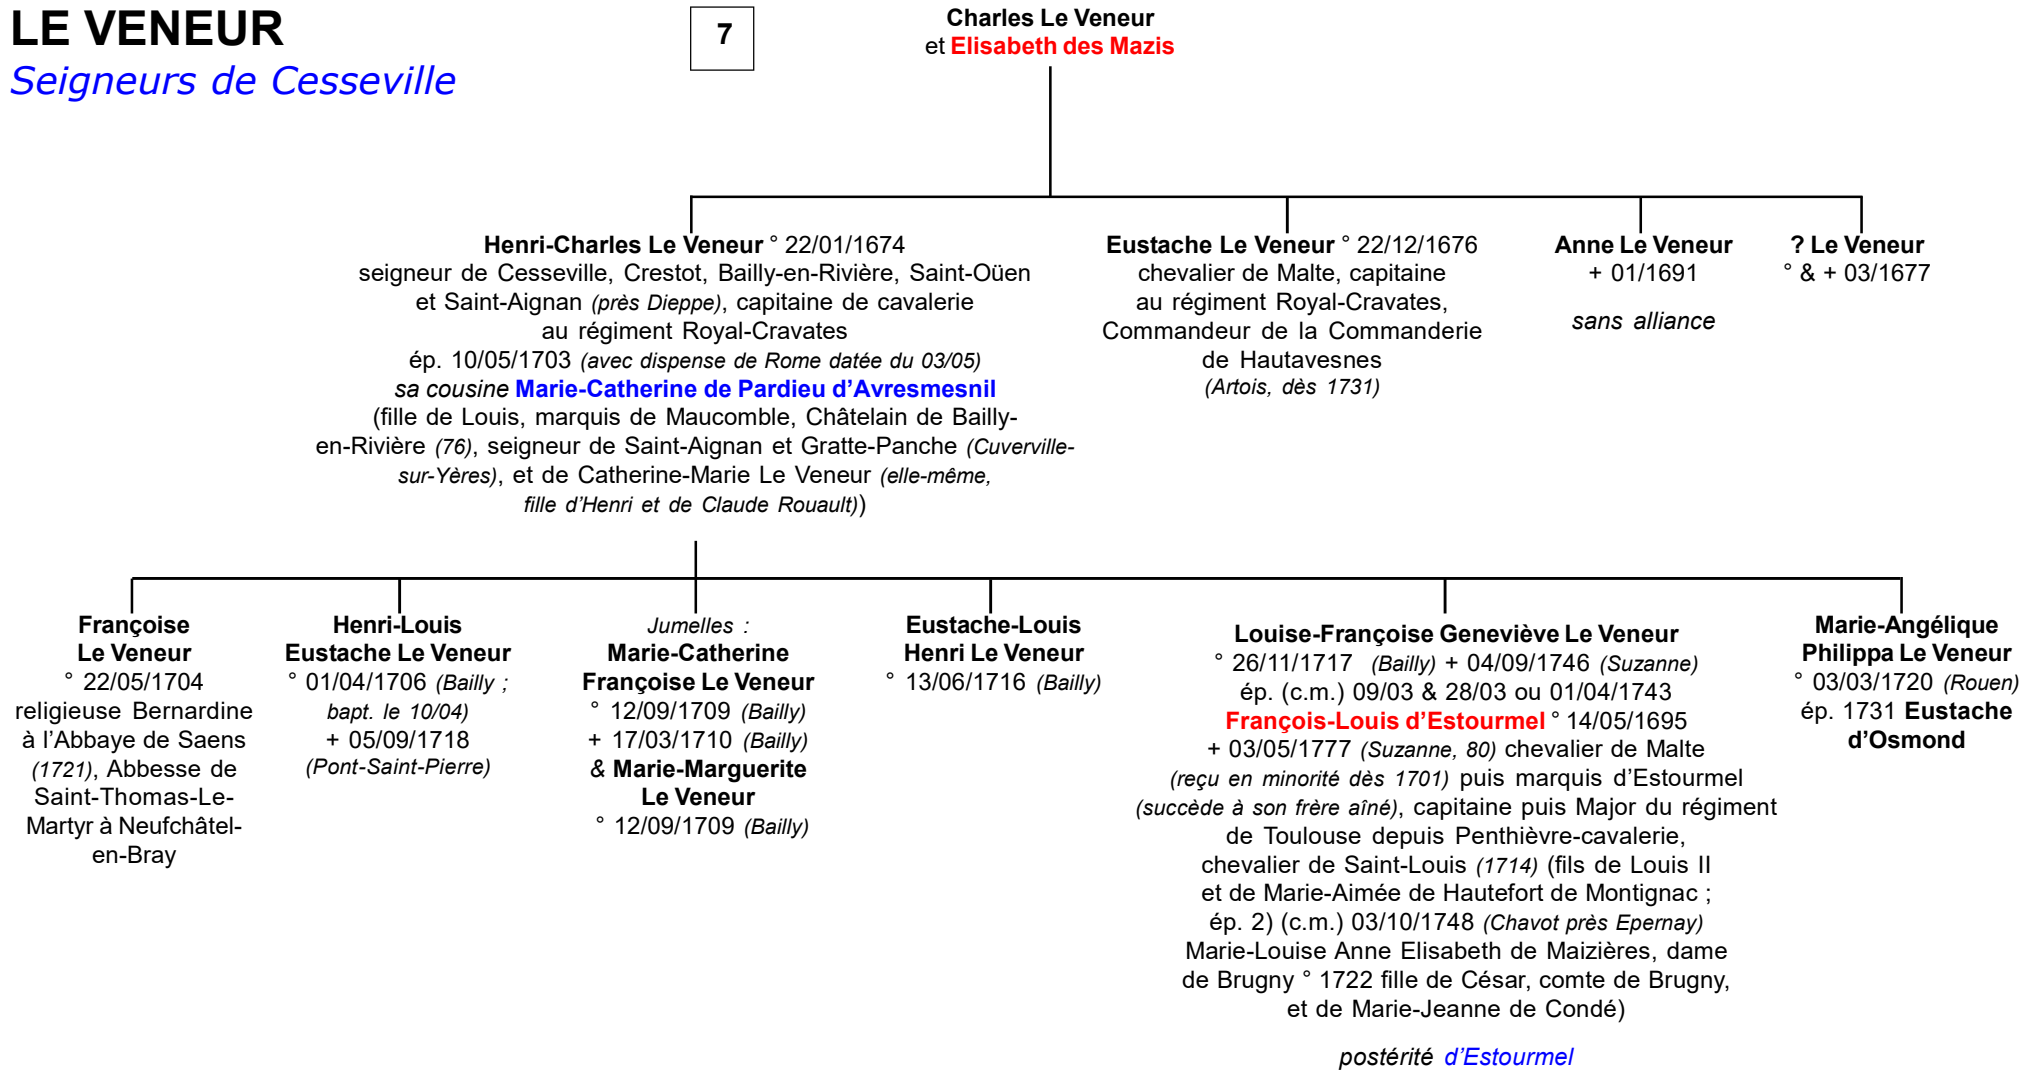 LE VENEUR
Seigneurs de Cesseville
7
Charles Le Veneur
et Elisabeth des Mazis
Henri-Charles Le Veneur ° 22/01/1674
seigneur de Cesseville, Crestot, Bailly-en-Rivière, Saint-Oüen
et Saint-Aignan (près Dieppe), capitaine de cavalerie
au régiment Royal-Cravates
ép. 10/05/1703 (avec dispense de Rome datée du 03/05)
sa cousine Marie-Catherine de Pardieu d’Avresmesnil
(fille de Louis, marquis de Maucomble, Châtelain de Bailly-
en-Rivière (76), seigneur de Saint-Aignan et Gratte-Panche (Cuverville-
sur-Yères), et de Catherine-Marie Le Veneur (elle-même,
fille d’Henri et de Claude Rouault))
Eustache Le Veneur ° 22/12/1676
chevalier de Malte, capitaine
au régiment Royal-Cravates,
Commandeur de la Commanderie
de Hautavesnes
(Artois, dès 1731)
Anne Le Veneur
+ 01/1691
sans alliance
? Le Veneur
° & + 03/1677
Françoise
Le Veneur
° 22/05/1704
religieuse Bernardine
à l’Abbaye de Saens
(1721), Abbesse de
Saint-Thomas-Le-
Martyr à Neufchâtel-
en-Bray
Henri-Louis
Eustache Le Veneur
° 01/04/1706 (Bailly ;
bapt. le 10/04)
+ 05/09/1718
(Pont-Saint-Pierre)
Jumelles :
Marie-Catherine
Françoise Le Veneur
° 12/09/1709 (Bailly)
+ 17/03/1710 (Bailly)
& Marie-Marguerite
Le Veneur
° 12/09/1709 (Bailly)
Eustache-Louis
Henri Le Veneur
° 13/06/1716 (Bailly)
Louise-Françoise Geneviève Le Veneur
° 26/11/1717 (Bailly) + 04/09/1746 (Suzanne)
ép. (c.m.) 09/03 & 28/03 ou 01/04/1743
François-Louis d’Estourmel ° 14/05/1695
+ 03/05/1777 (Suzanne, 80) chevalier de Malte
(reçu en minorité dès 1701) puis marquis d’Estourmel
(succède à son frère aîné), capitaine puis Major du régiment
de Toulouse depuis Penthièvre-cavalerie,
chevalier de Saint-Louis (1714) (fils de Louis II
et de Marie-Aimée de Hautefort de Montignac ;
ép. 2) (c.m.) 03/10/1748 (Chavot près Epernay)
Marie-Louise Anne Elisabeth de Maizières, dame
de Brugny ° 1722 fille de César, comte de Brugny,
et de Marie-Jeanne de Condé)
postérité d’Estourmel
Marie-Angélique
Philippa Le Veneur
° 03/03/1720 (Rouen)
ép. 1731 Eustache
d’Osmond